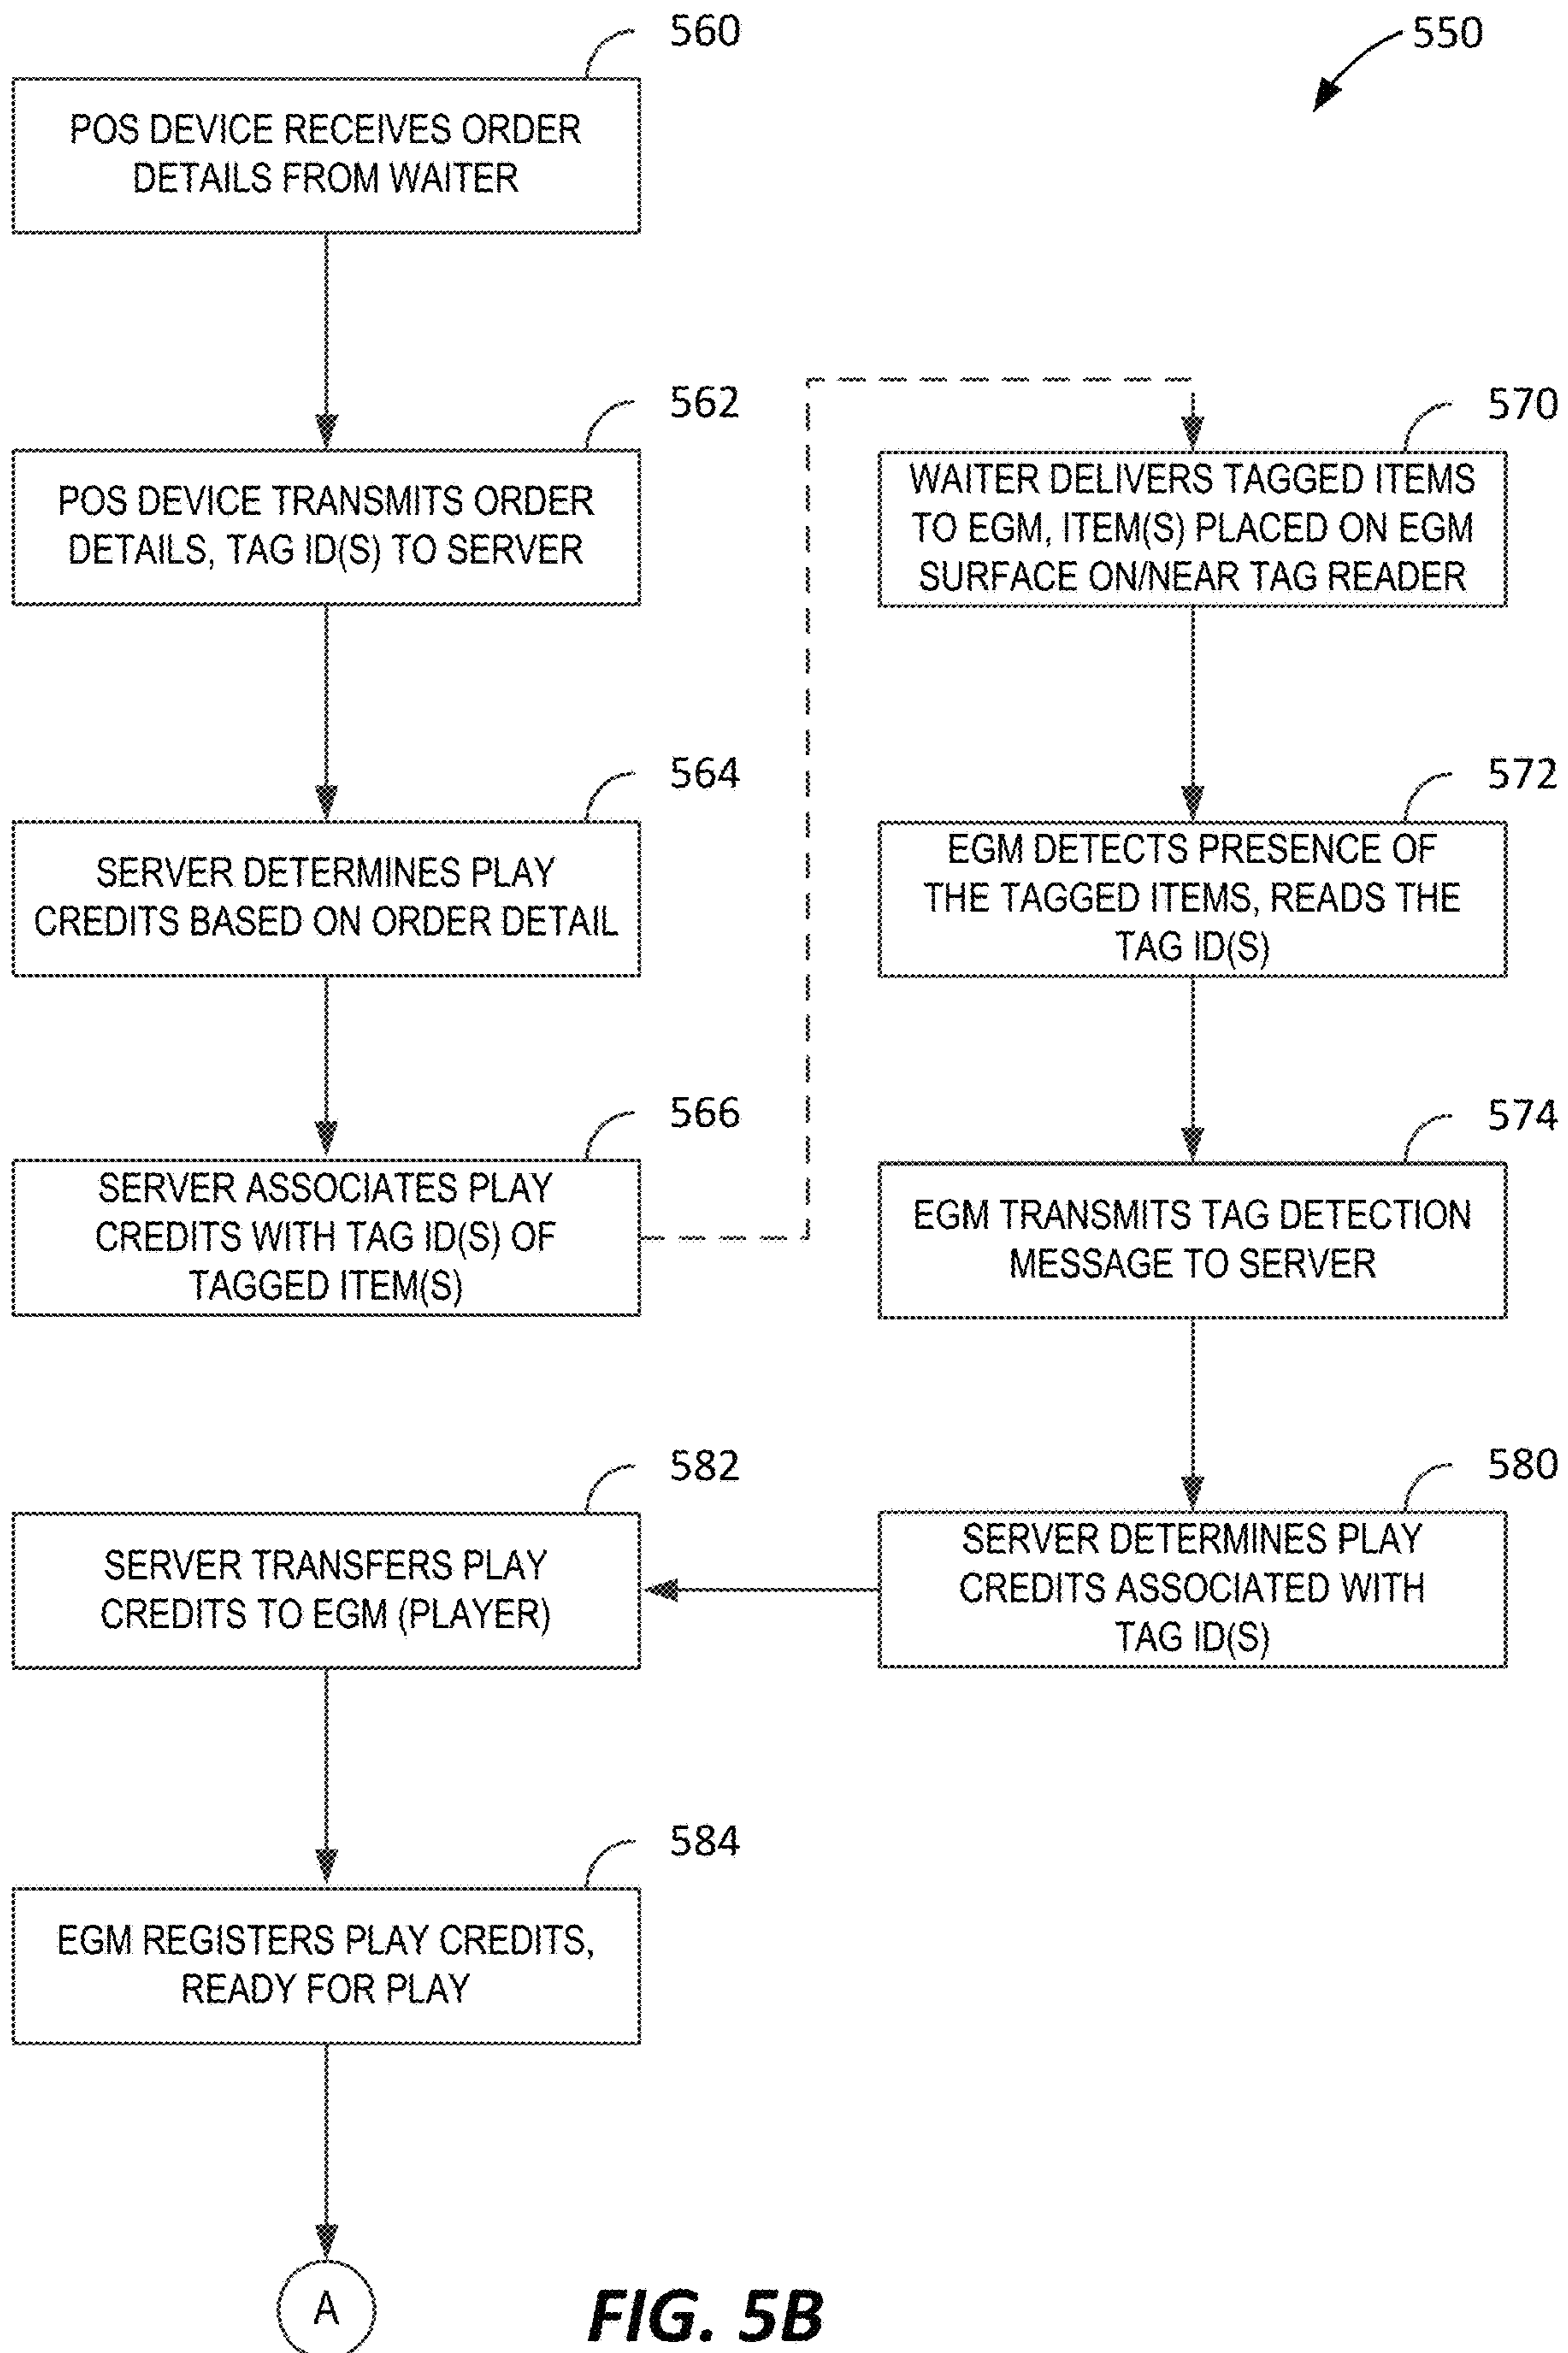 550
560
POS DEVICE RECEIVES ORDER
DETAILS FROM WAITER
562
POS DEVICE TRANSMITS ORDER
DETAILS, TAG ID(S) TO SERVER
564
SERVER DETERMINES PLAY
CREDITS BASED ON ORDER DETAIL
566
SERVER ASSOCIATES PLAY
CREDITS WITH TAG ID(S) OF
TAGGED ITEM(S)
570
WAITER DELIVERS TAGGED ITEMS
TO EGM, ITEM(S) PLACED ON EGM
SURFACE ON/NEAR TAG READER
572
EGM DETECTS PRESENCE OF
THE TAGGED ITEMS, READS THE
TAG ID(S)
574
EGM TRANSMITS TAG DETECTION
MESSAGE TO SERVER
580
SERVER DETERMINES PLAY
CREDITS ASSOCIATED WITH
TAG ID(S)
582
SERVER TRANSFERS PLAY
CREDITS TO EGM (PLAYER)
584
EGM REGISTERS PLAY CREDITS,
READY FOR PLAY
A
FIG. 5B